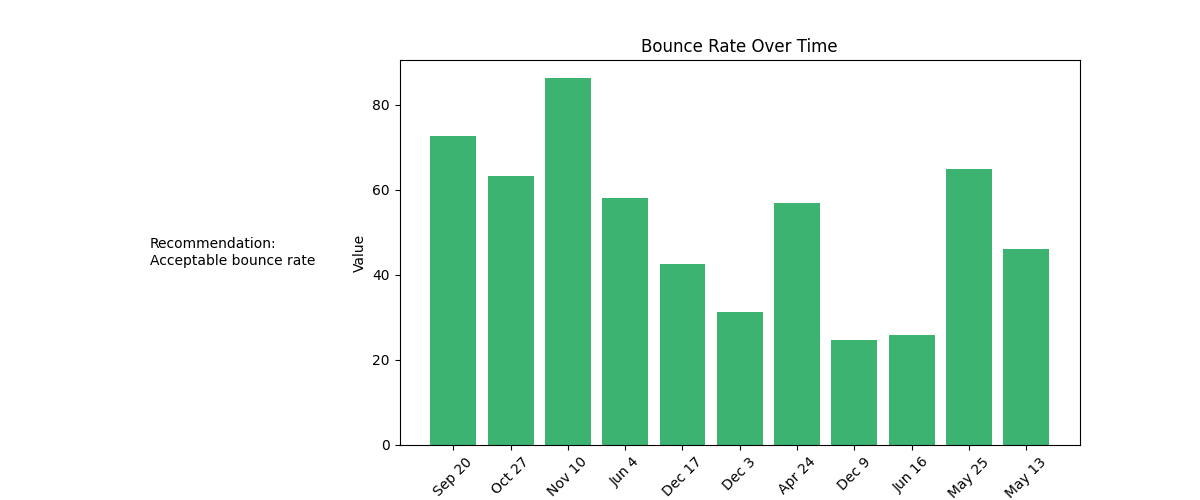 Bounce Rate Over Time
Recommendation:
Acceptable bounce rate
Value
80
60
40
20
0
Sep 20
Oct 27
Nov 10
Jun 4
Dec 17
Dec 3
Apr 24
Dec 9
Jun 16
May 25
May 13